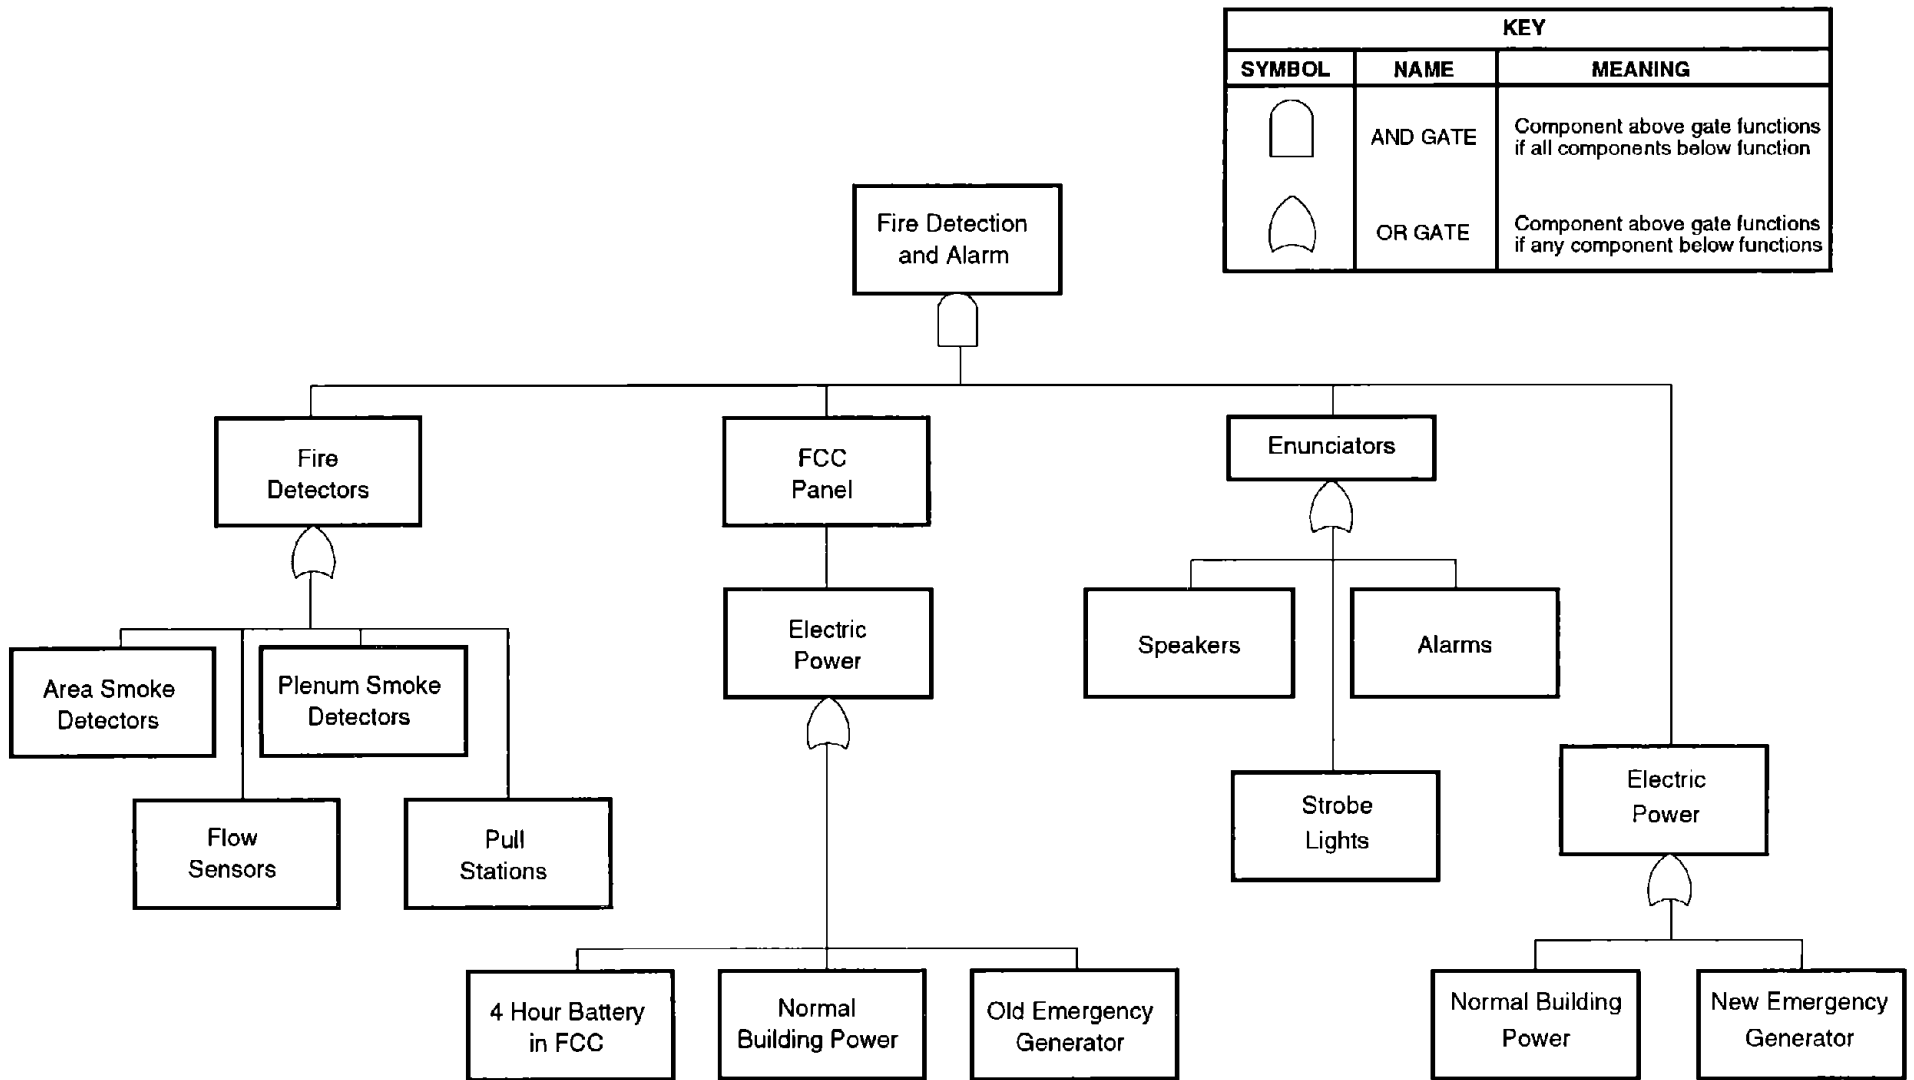 KEY
SYMBOL NAME MEANING
AND GATE
Component above gate functions
if all components below function
OR GATE
Component above gate functions
if any component below functions
Fire Detection
and Alarm
Fire
Detectors
FCC
Panel
Enunciators
Electric
Power
Speakers
Alarms
Area Smoke
Detectors
Plenum Smoke
Detectors
Flow
Sensors
Pull
Stations
Strobe
Lights
Electric
Power
4 Hour Battery
in FCC
Normal
Building Power
Old Emergency
Generator
Normal Building
Power
New Emergency
Generator